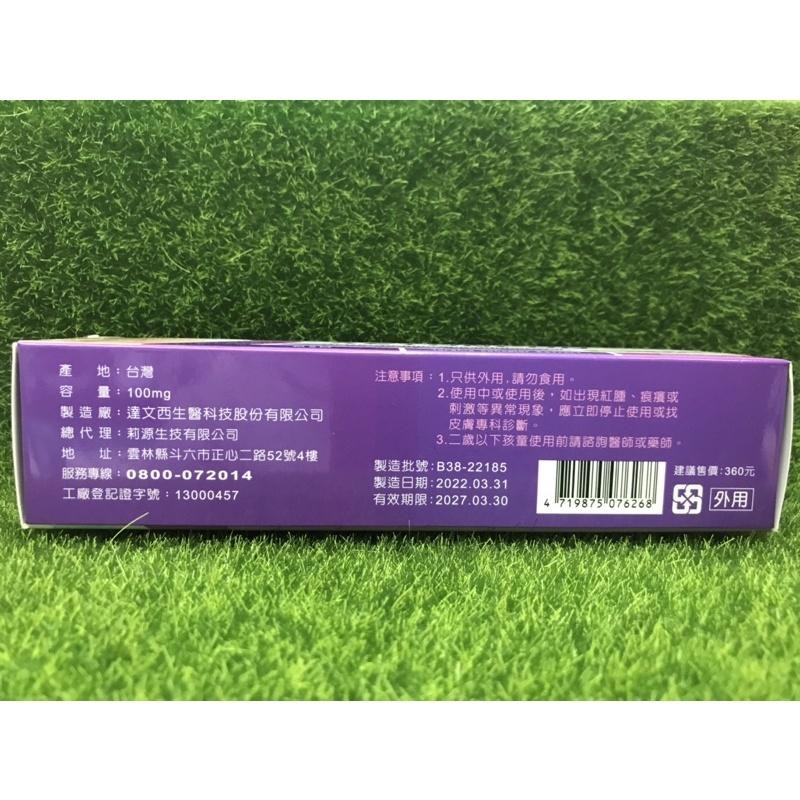 產 地：台灣
容 量：100mg
製造廠：達文西生醫科技股份有限公司
總代理：莉源生技有限公司
地 址：雲林縣斗六市正心二路52號4樓
服務專線：0800-072014
工廠登記證字號：13000457
注意事項：1.只供外用，請勿食用。
2.使用中或使用後，如出現紅腫、痕癢或
刺激等異常現象，應立即停止使用或找
皮膚專科診斷。
3.二歲以下孩童使用前請諮詢醫師或藥師。
製造批號：B38-22185
製造日期：2022.03.31
有效期限：2027.03.30
4 719875 076268
建議售價：360元
外用